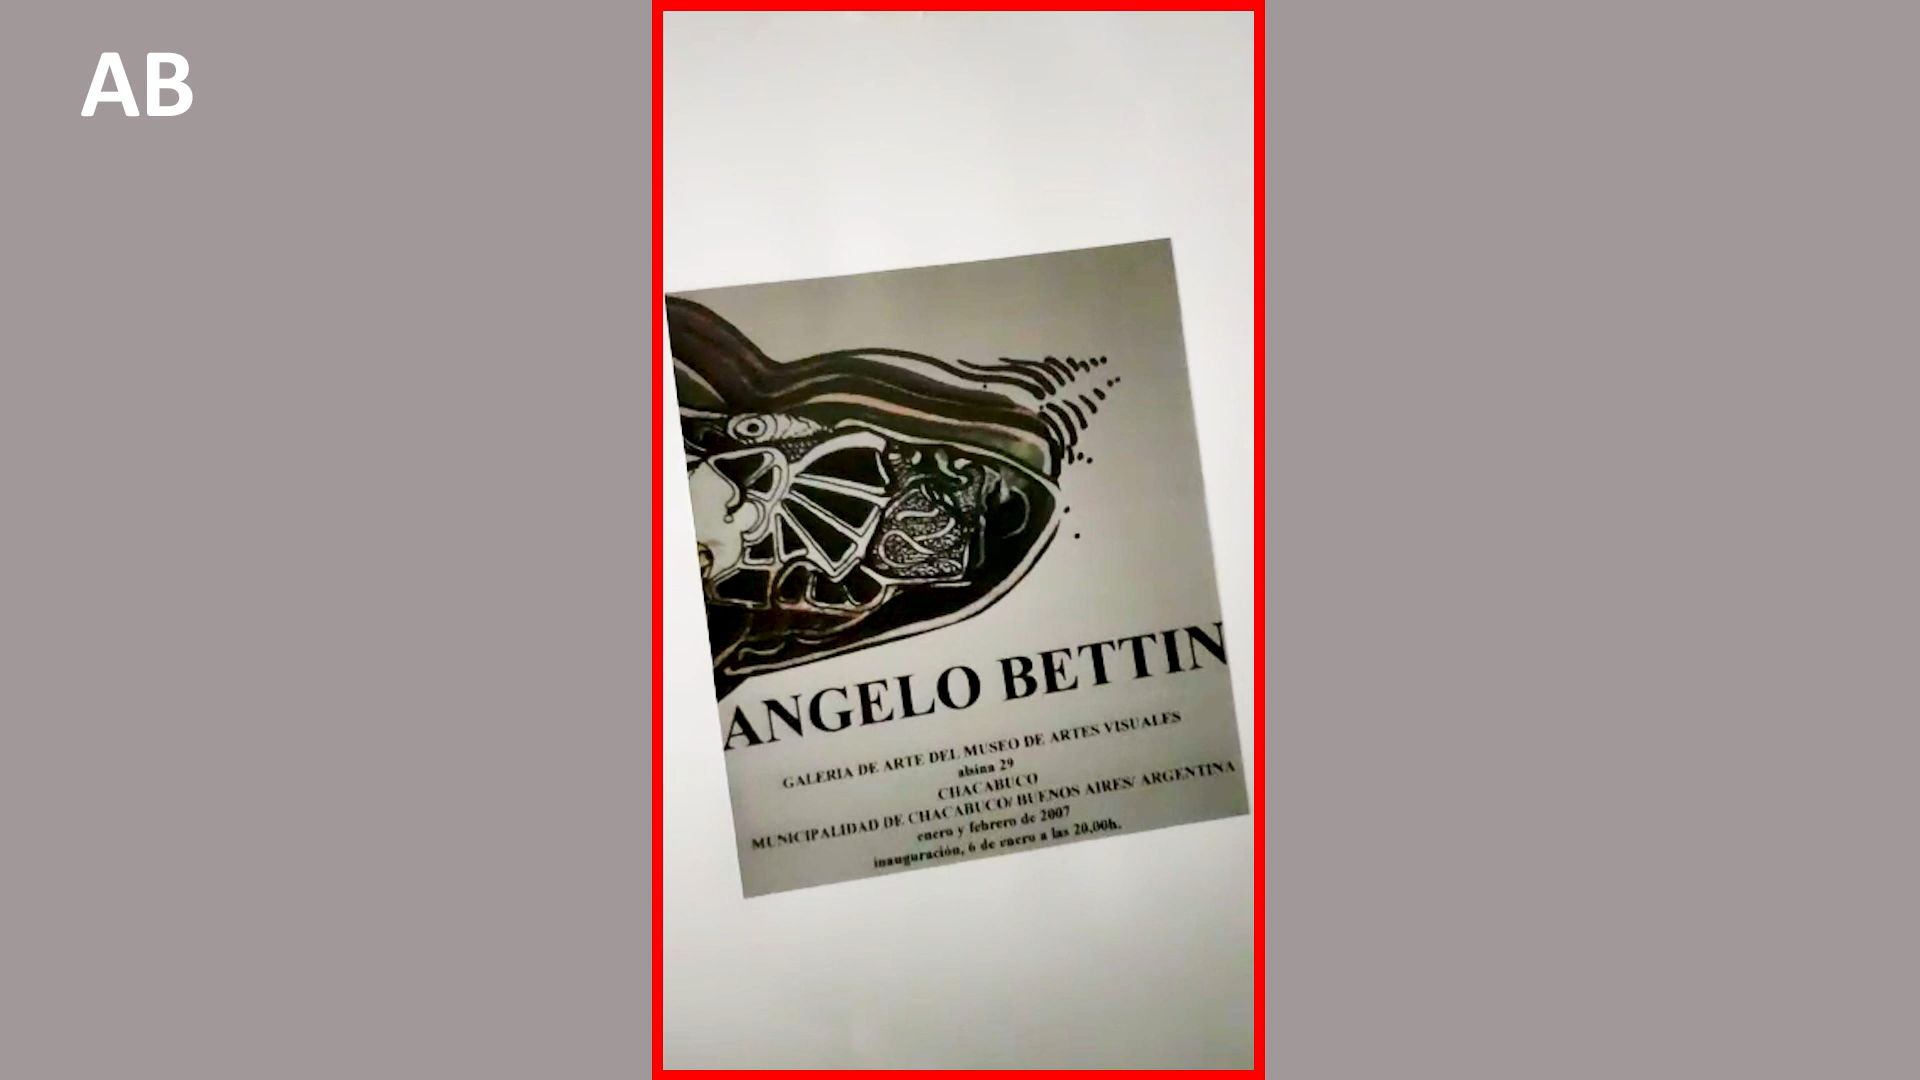 AB
ANGELO BETTIN
GALERIA DE ARTE DEL MUSEO DE ARTES VISUALES
alsina 29
CHACABUCO
MUNICIPALIDAD DE CHACABUCO/ BUENOS AIRES/ ARGENTINA
enero y febrero de 2007
inauguración, 6 de enero a las 20,00h.